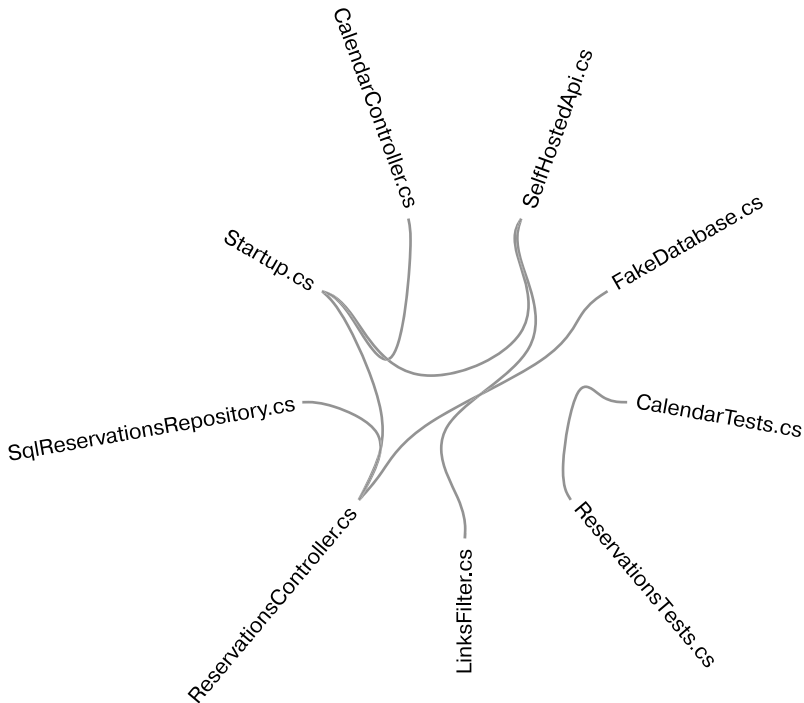 CalendarController.cs
SelfHostedApi.cs
FakeDatabase.cs
Startup.cs
SqlReservationsRepository.cs
CalendarTests.cs
ReservationsController.cs
LinksFilter.cs
ReservationsTests.cs